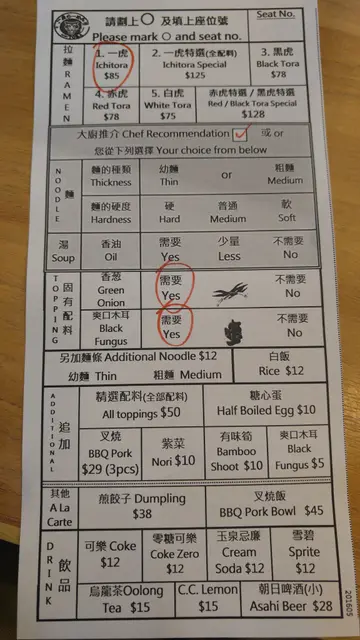 請劃上○ 及填上座位號
Please mark ○ and seat no.
Seat No.
拉麵 RAMEN
1. 一虎 2. 一虎特選(全配料) 3. 黑虎
Ichitora Ichitora Special Black Tora
$85 $125 $78
4. 赤虎 5. 白虎 赤虎特選 / 黑虎特選
Red Tora White Tora Red / Black Tora Special
$78 $75 $128
大廚推介 Chef Recommendation ✓ 或 or
您從下列選擇 Your choice from below
NOODLE 麵
麵的種類 幼麵 粗麵
Thickness Thin or Medium
麵的硬度 硬 普通 軟
Hardness Hard Medium Soft
湯 香油 需要 少量 不需要
Soup Oil Yes Less No
TOPPING 固有配料
香葱 需要 不需要
Green Onion Yes No
爽口木耳 需要 不需要
Black Fungus Yes No
另加麵條 Additional Noodle $12 白飯
幼麵 Thin 粗麵 Medium Rice $12
ADDITIONAL 追加
精選配料(全部配料) 糖心蛋
All toppings $50 Half Boiled Egg $10
叉燒 紫菜 有味筍 爽口木耳
BBQ Pork Nori $10 Bamboo Black
$29 (3pcs) Shoot $10 Fungus $5
其他 煎餃子 Dumpling 叉燒飯
A La Carte $38 BBQ Pork Bowl $45
DRINK 飲品
可樂 Coke 零糖可樂 玉泉忌廉 雪碧
$12 Coke Zero Cream Sprite
$12 Soda $12 $12
烏龍茶Oolong C.C. Lemon 朝日啤酒(小)
Tea $15 $15 Asahi Beer $28
201605